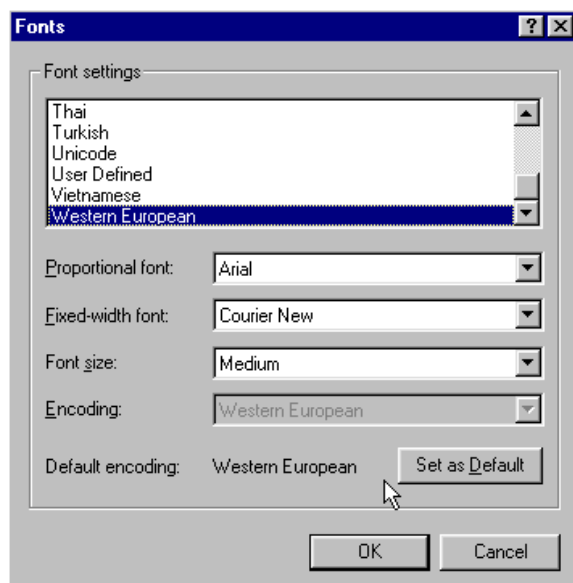 Fonts
Font settings
Thai
Turkish
Unicode
User Defined
Vietnamese
Western European
Proportional font: Arial
Fixed-width font: Courier New
Font size: Medium
Encoding: Western European
Default encoding: Western European Set as Default
OK Cancel